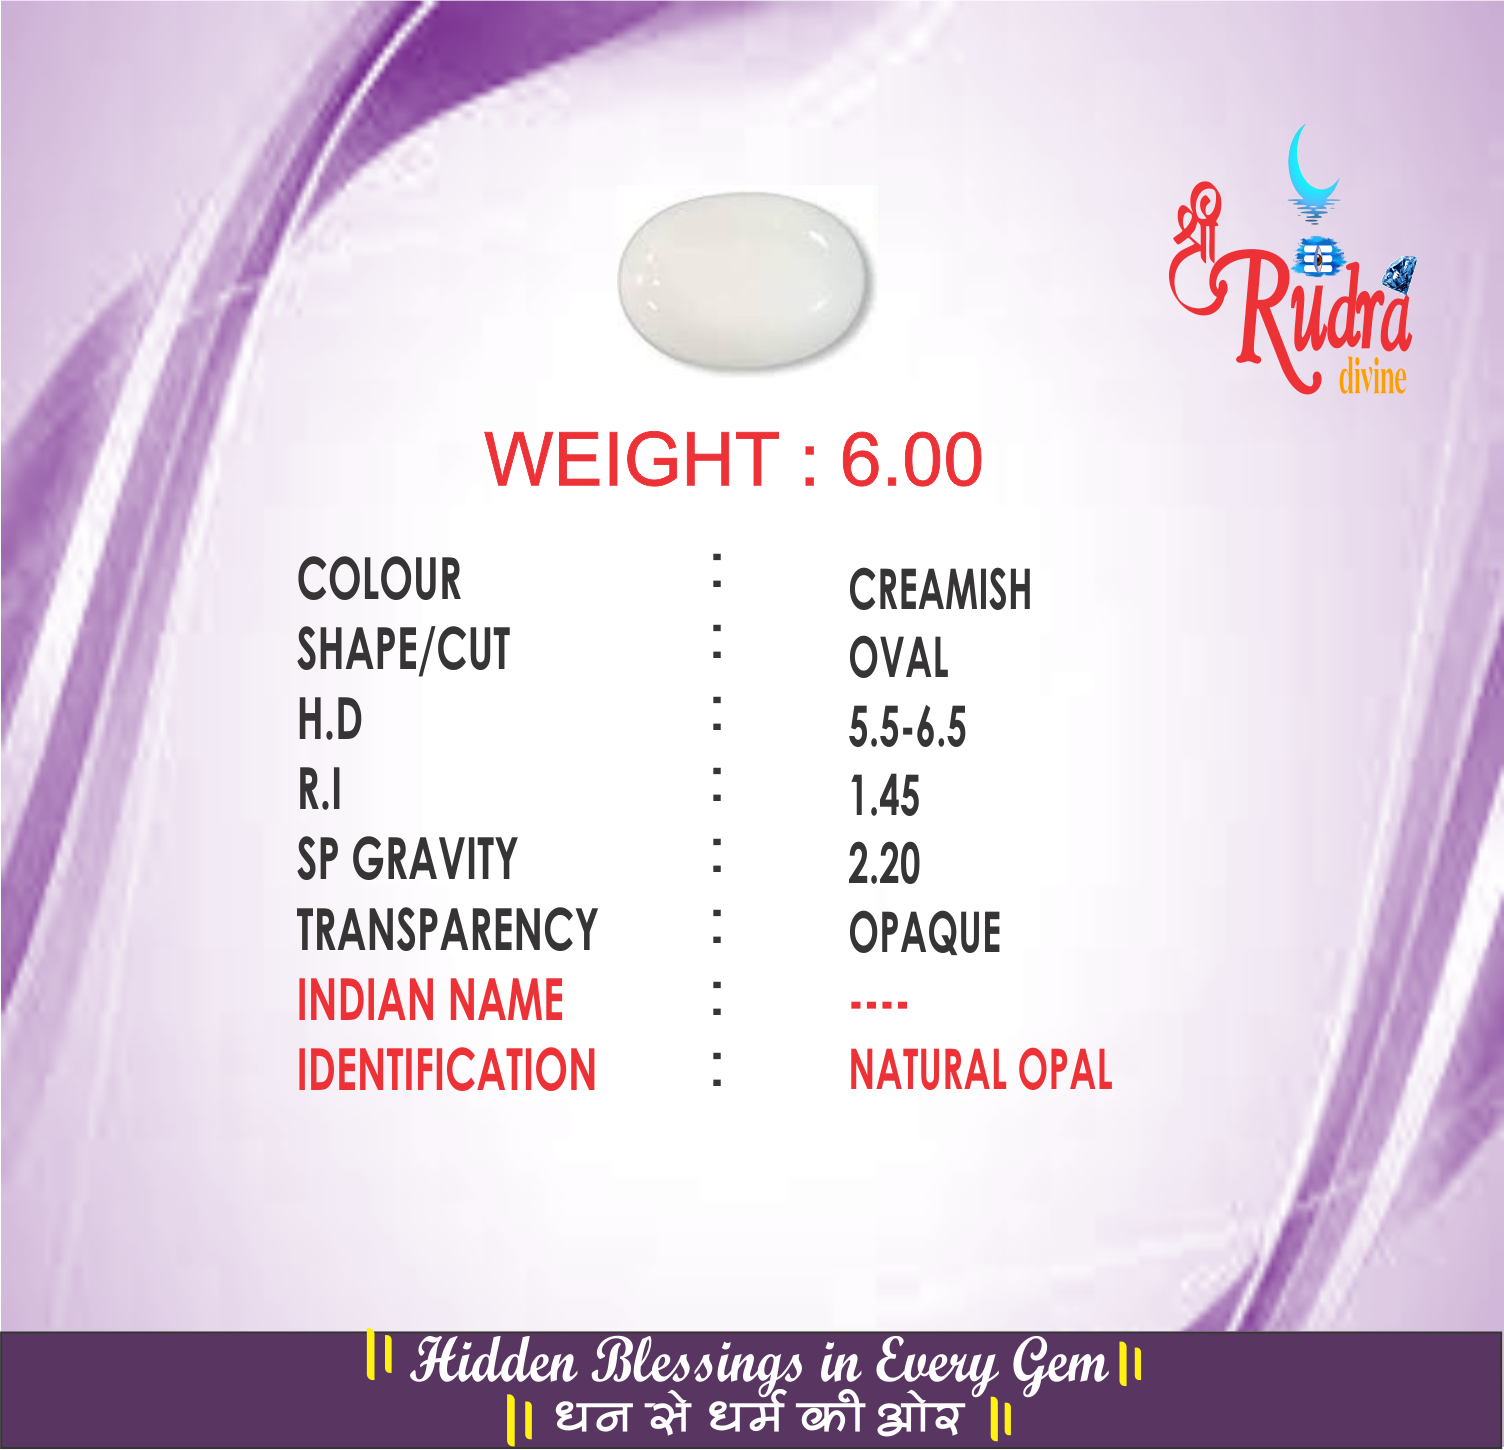 श्री
Rudra
divine
WEIGHT : 6.00
COLOUR : CREAMISH
SHAPE/CUT : OVAL
H.D : 5.5-6.5
R.I : 1.45
SP GRAVITY : 2.20
TRANSPARENCY : OPAQUE
INDIAN NAME : ----
IDENTIFICATION : NATURAL OPAL
|| Hidden Blessings in Every Gem ||
|| धन से धर्म की ओर ||